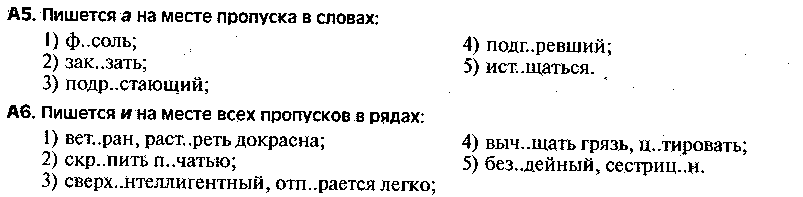 А5. Пишется а на месте пропуска в словах:
1) ф..соль;
2) зак..зать;
3) подр..стающий;
4) подг..ревший;
5) ист..щаться.
А6. Пишется и на месте всех пропусков в рядах:
1) вет..ран, раст..реть докрасна;
2) скр..пить п..чатью;
3) сверх..нтеллигентный, отп..рается легко;
4) выч..щать грязь, ц..тировать;
5) без..дейный, сестриц..н.